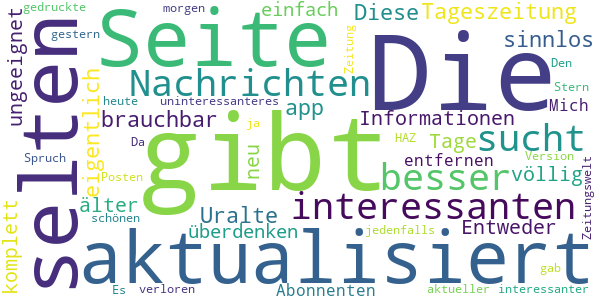 gedruckte morgen einfach Diese Tageszeitung
gestern Seite Die sinnlos
ungeeignet selten Nachrichten Zeitung Den
eigentlich heute uninteressanteres app Informationen Stern Mich
brauchbar gibt HAZ Tage sucht
Spruch Da ja neu entfernen Version
Posten besser völlig Zeitungswelt
komplett älter Uralte interessanten
schönen überdenken jedenfalls Entweder
aktualisiert gab
Es verloren Abonnenten aktueller interessanter